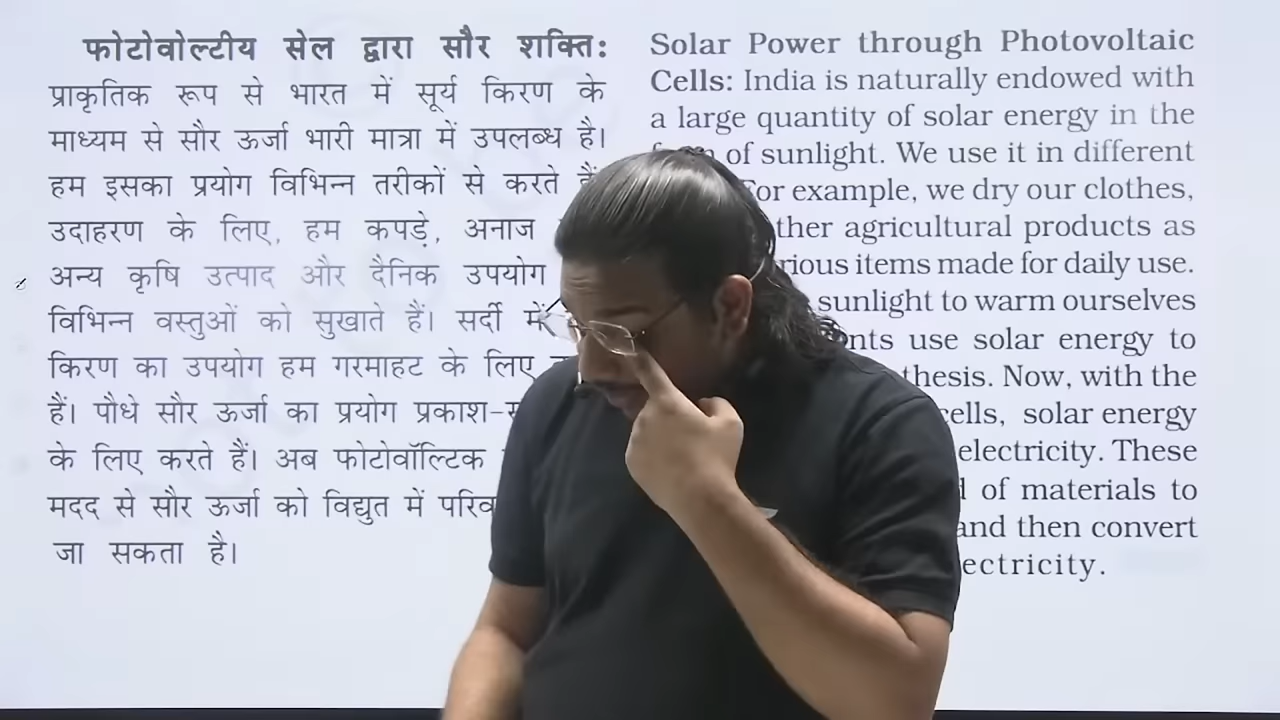 फोटोवोल्टीय सेल द्वारा सौर शक्ति:
प्राकृतिक रूप से भारत में सूर्य किरण के
माध्यम से सौर ऊर्जा भारी मात्रा में उपलब्ध है।
हम इसका प्रयोग विभिन्न तरीकों से करते
उदाहरण के लिए, हम कपड़े, अनाज
अन्य कृषि उत्पाद और दैनिक उपयोग
विभिन्न वस्तुओं को सुखाते हैं। सर्दी में
किरण का उपयोग हम गरमाहट के लिए
हैं। पौधे सौर ऊर्जा का प्रयोग
के लिए करते हैं। अब फोटोवॉल्टिक
मदद से सौर ऊर्जा को विद्युत में
जा सकता है।
Solar Power through Photovoltaic
Cells: India is naturally endowed with
a large quantity of solar energy in the
of sunlight. We use it in different
For example, we dry our clothes,
agricultural products as
items made for daily use.
sunlight to warm ourselves
use solar energy to
Now, with the
solar energy
electricity. These
of materials to
and then convert